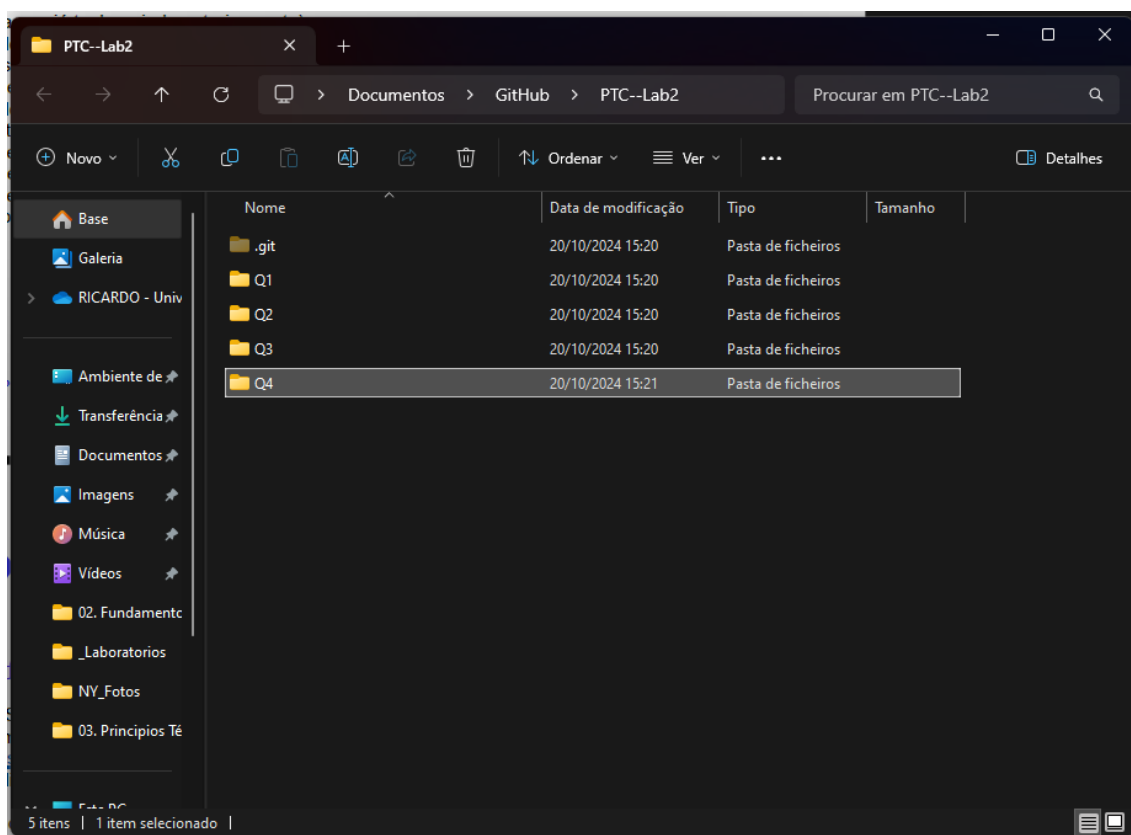 PTC--Lab2
Documentos > GitHub > PTC--Lab2
Procurar em PTC--Lab2
Novo
Ordenar
Ver
Detalhes
Nome
Data de modificação
Tipo
Tamanho
.git 20/10/2024 15:20 Pasta de ficheiros
Q1 20/10/2024 15:20 Pasta de ficheiros
Q2 20/10/2024 15:20 Pasta de ficheiros
Q3 20/10/2024 15:20 Pasta de ficheiros
Q4 20/10/2024 15:21 Pasta de ficheiros
Base
Galeria
RICARDO - Univ
Ambiente de
Transferência
Documentos
Imagens
Música
Vídeos
02. Fundamento
_Laboratorios
NY_Fotos
03. Principios Té
5 itens | 1 item selecionado |